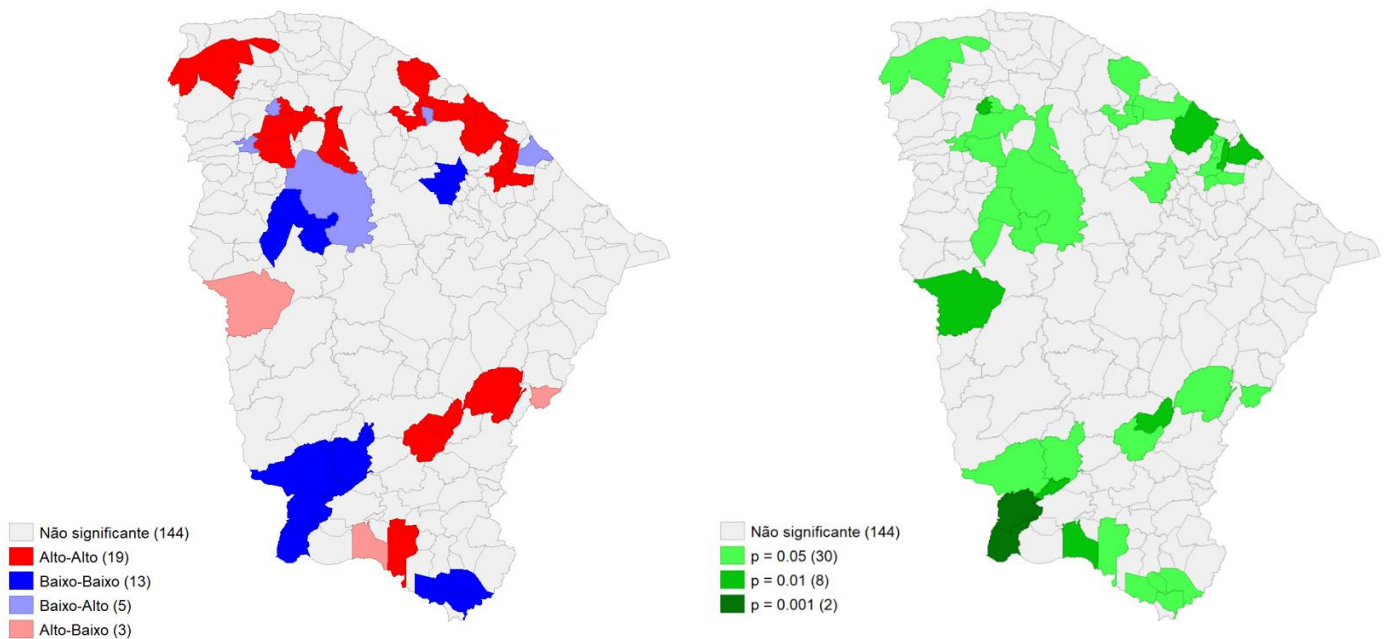 Não significante (144)
Alto-Alto (19)
Baixo-Baixo (13)
Baixo-Alto (5)
Alto-Baixo (3)
Não significante (144)
p = 0.05 (30)
p = 0.01 (8)
p = 0.001 (2)